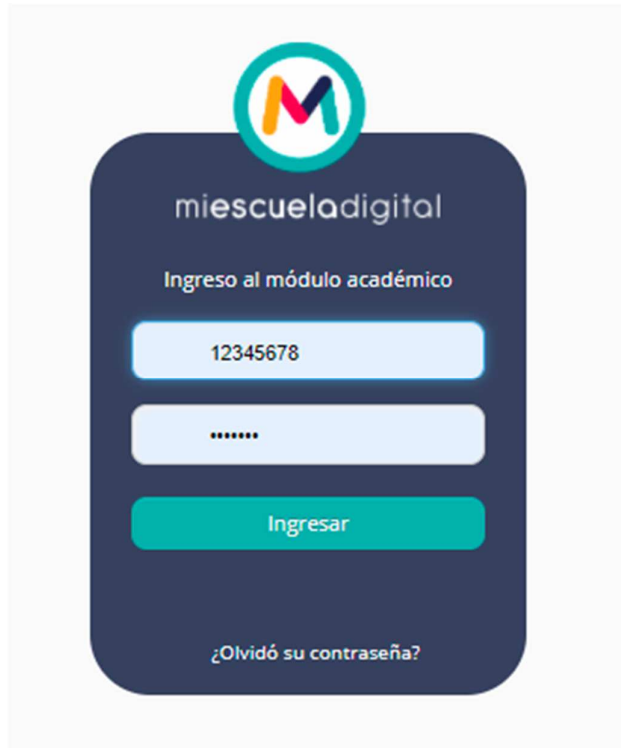 miescueladigital
Ingreso al módulo académico
12345678
•••••••
Ingresar
¿Olvidó su contraseña?